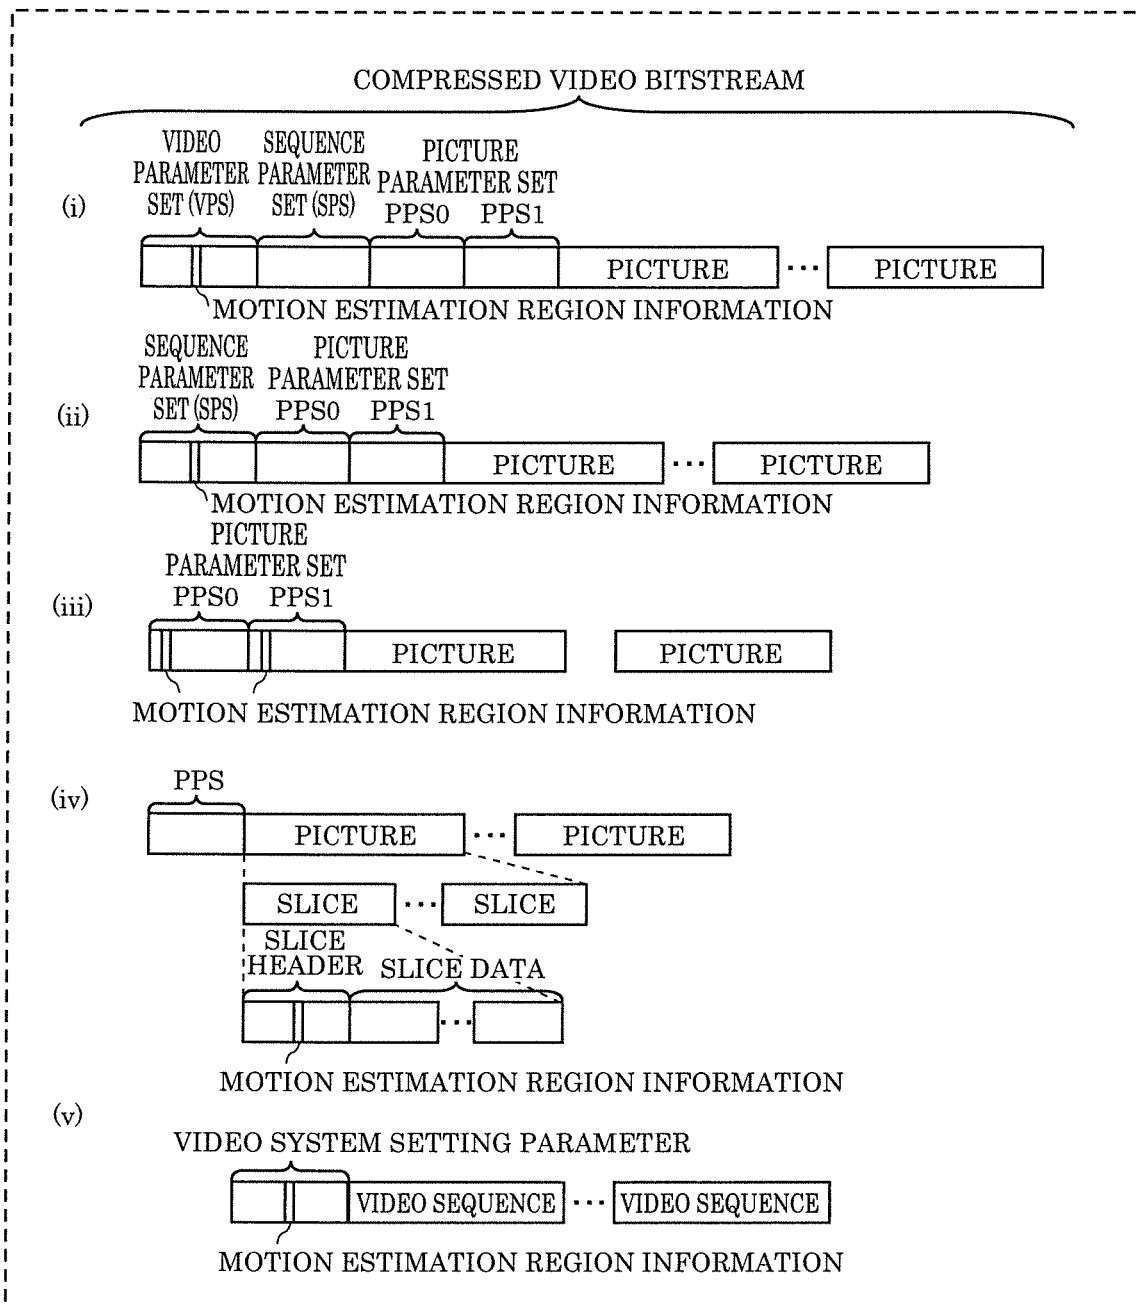 COMPRESSED VIDEO BITSTREAM
VIDEO PARAMETER SET (VPS)
SEQUENCE PARAMETER SET (SPS)
PICTURE PARAMETER SET
(i)
PPS0 PPS1
PICTURE ... PICTURE
MOTION ESTIMATION REGION INFORMATION
SEQUENCE PARAMETER SET (SPS)
PICTURE PARAMETER SET
(ii)
PPS0 PPS1
PICTURE ... PICTURE
MOTION ESTIMATION REGION INFORMATION
PICTURE
PARAMETER SET
(iii)
PPS0 PPS1
PICTURE PICTURE
MOTION ESTIMATION REGION INFORMATION
(iv)
PPS
PICTURE ... PICTURE
SLICE ... SLICE
SLICE
HEADER SLICE DATA
...
MOTION ESTIMATION REGION INFORMATION
(v)
VIDEO SYSTEM SETTING PARAMETER
VIDEO SEQUENCE ... VIDEO SEQUENCE
MOTION ESTIMATION REGION INFORMATION